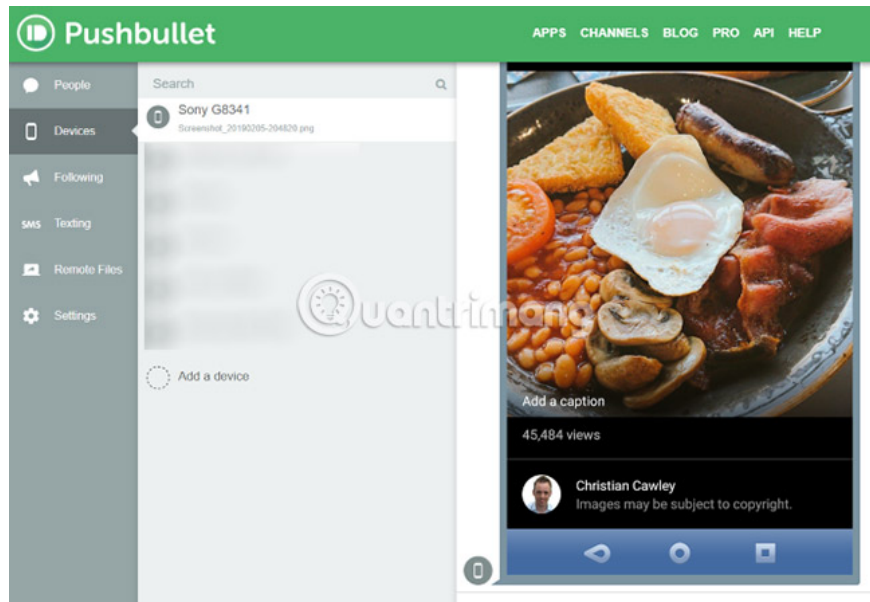 Pushbullet
APPS CHANNELS BLOG PRO API HELP
People
Devices
Following
SMS Texting
Remote Files
Settings
Search
Sony G8341
Screenshot_20190205-204820.png
Add a device
Quantrimang
Add a caption
45,484 views
Christian Cawley
Images may be subject to copyright.